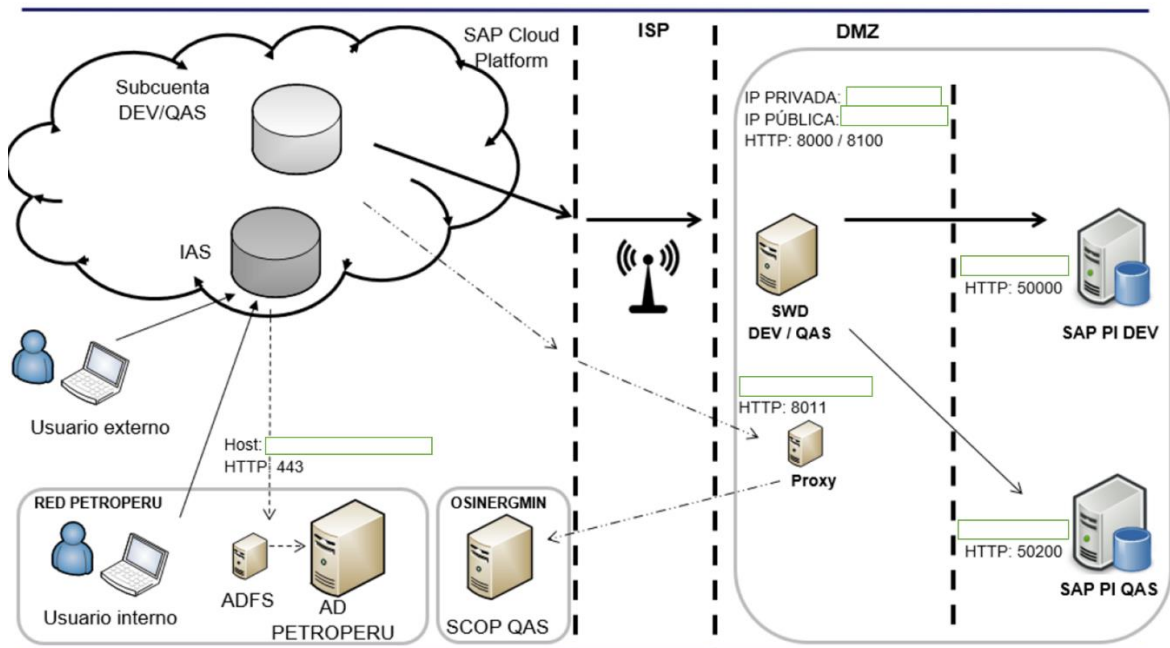 SAP Cloud
Platform
ISP
DMZ
Subcuenta
DEV/QAS
IP PRIVADA:
IP PÚBLICA:
HTTP: 8000 / 8100
IAS
HTTP: 50000
SWD
DEV / QAS
SAP PI DEV
Usuario externo
HTTP: 8011
Host:
HTTP: 443
Proxy
RED PETROPERU
OSINERGMIN
HTTP: 50200
ADFS
Usuario interno
AD
PETROPERU
SCOP QAS
SAP PI QAS